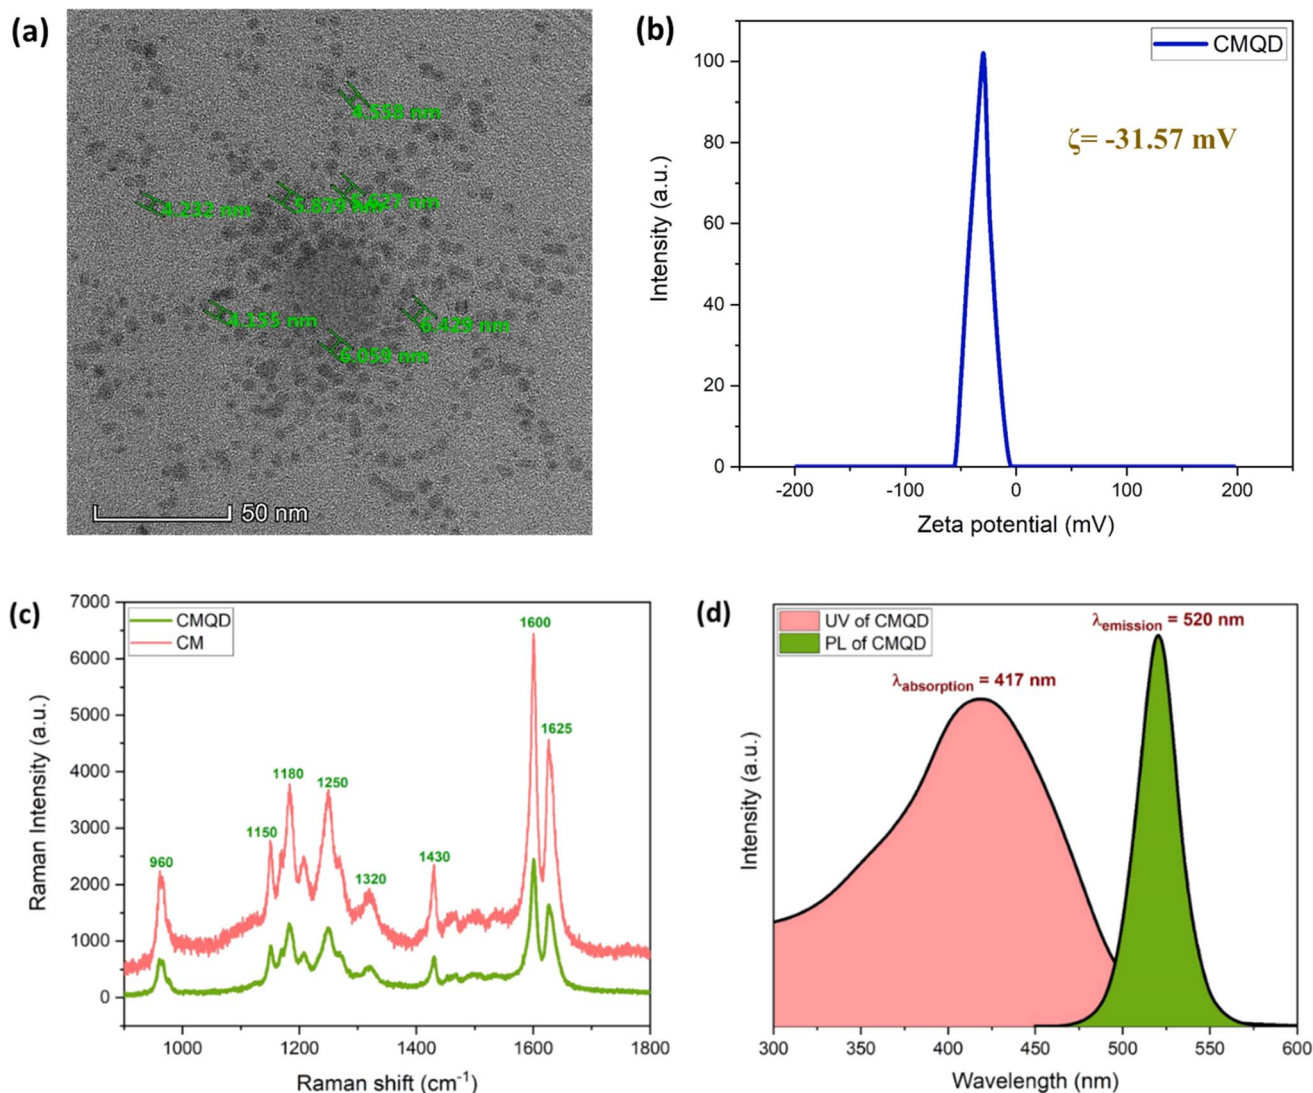 (a)
4.558 nm
4.232 nm
5.879 nm
4.155 nm
6.429 nm
6.059 nm
50 nm
(b)
CMQD
ζ= -31.57 mV
Intensity (a.u.)
100
80
60
40
20
0
-200 -100 0 100 200
Zeta potential (mV)
(c)
CMQD
CM
Raman Intensity (a.u.)
7000
6000
5000
4000
3000
2000
1000
0
960
1150
1180
1250
1320
1430
1600
1625
1000 1200 1400 1600 1800
Raman shift (cm⁻¹)
(d)
UV of CMQD
PL of CMQD
λemission = 520 nm
λabsorption = 417 nm
Intensity (a.u.)
300 350 400 450 500 550 600
Wavelength (nm)